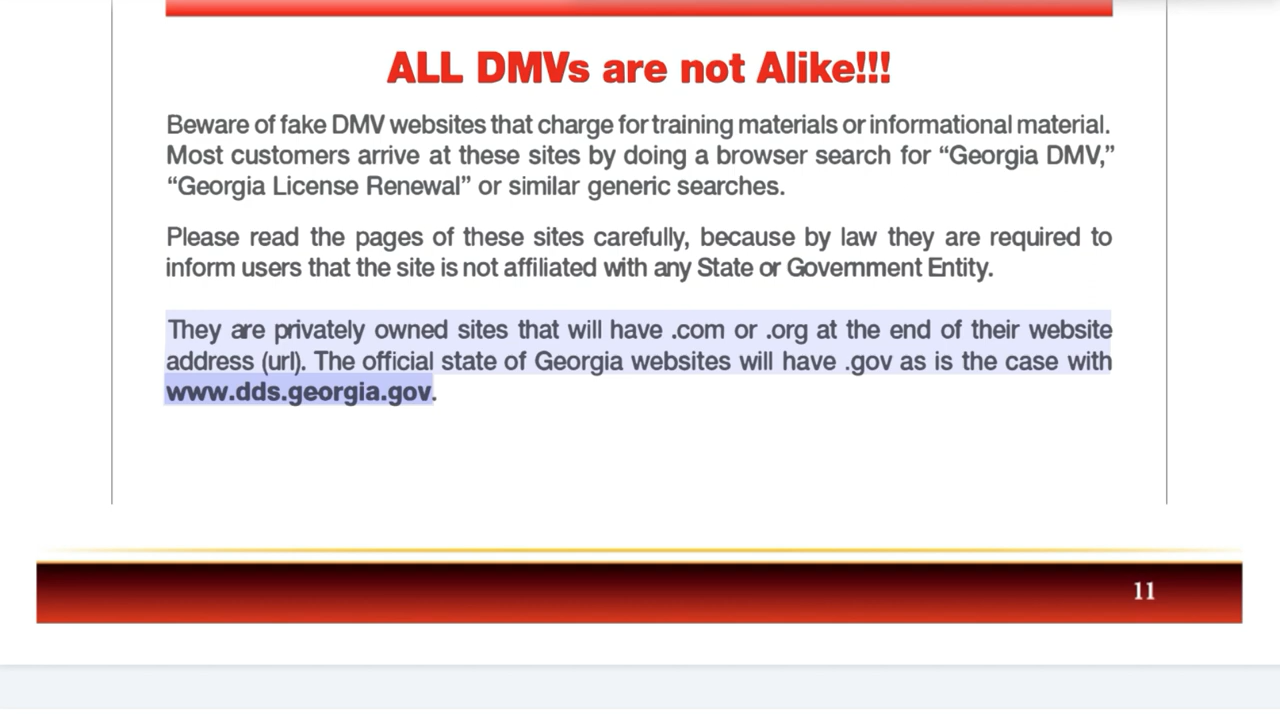 ALL DMVs are not Alike!!!
Beware of fake DMV websites that charge for training materials or informational material.
Most customers arrive at these sites by doing a browser search for “Georgia DMV,”
“Georgia License Renewal” or similar generic searches.
Please read the pages of these sites carefully, because by law they are required to
inform users that the site is not affiliated with any State or Government Entity.
They are privately owned sites that will have .com or .org at the end of their website
address (url). The official state of Georgia websites will have .gov as is the case with
www.dds.georgia.gov.
11